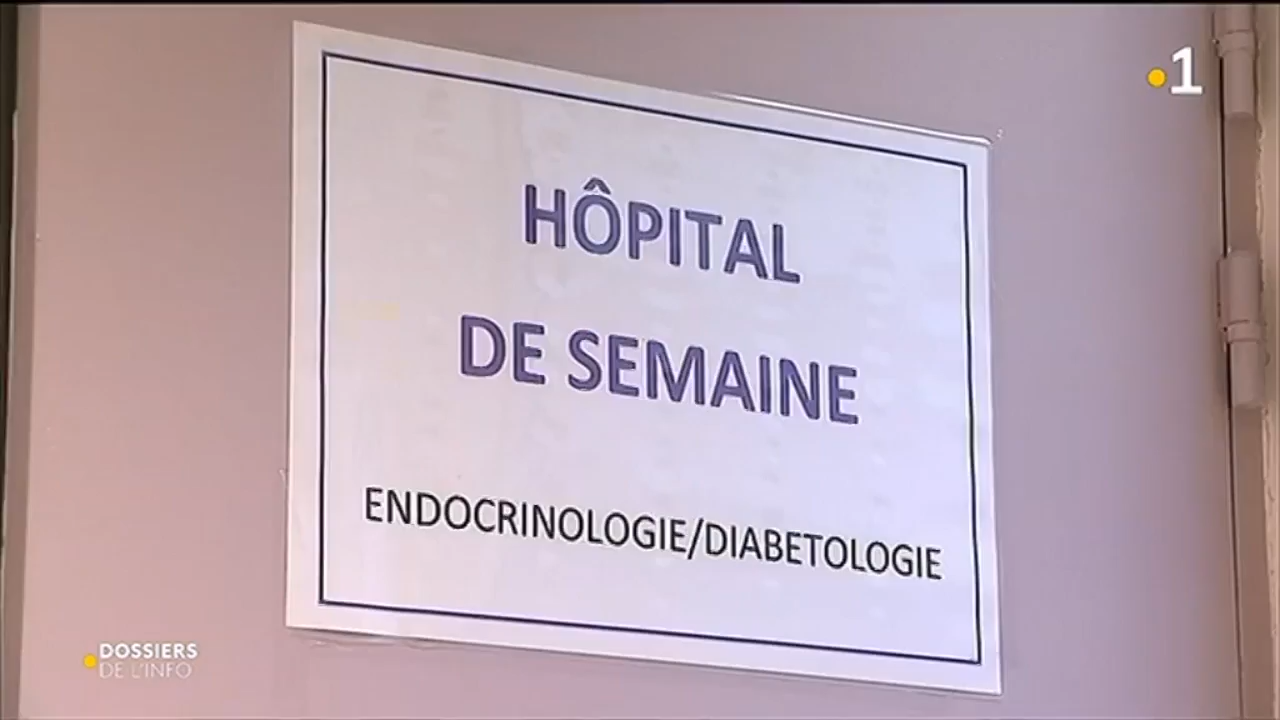 1
HÔPITAL
DE SEMAINE
ENDOCRINOLOGIE/DIABETOLOGIE
DOSSIERS
DE L'INFO